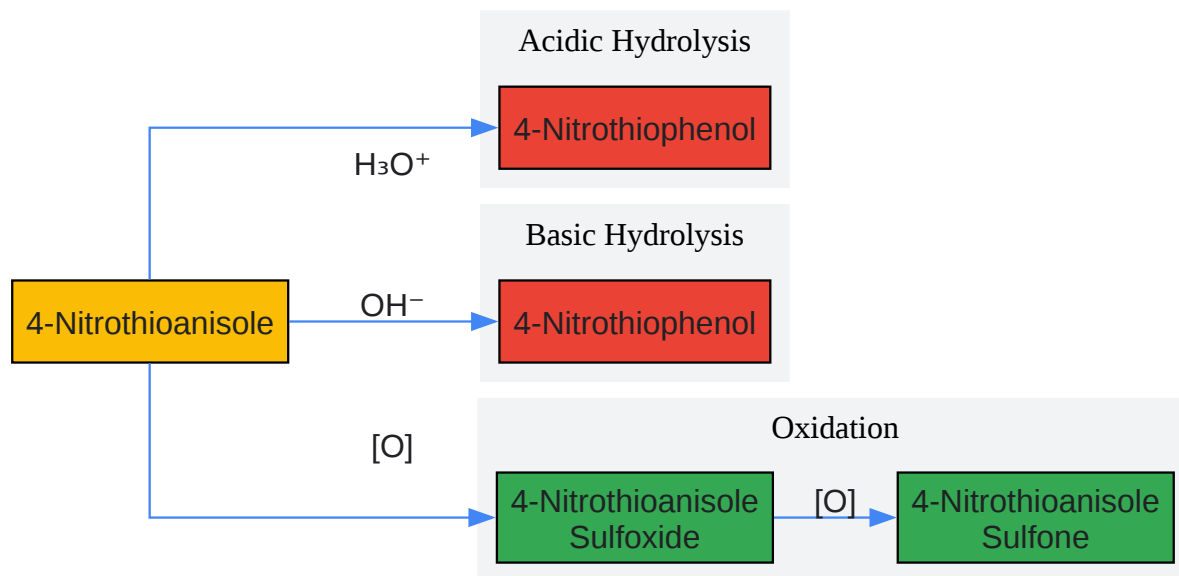 Acidic Hydrolysis
4-Nitrothiophenol
H₃O⁺
Basic Hydrolysis
4-Nitrothioanisole
OH⁻
4-Nitrothiophenol
Oxidation
[O]
4-Nitrothioanisole
Sulfoxide
[O]
4-Nitrothioanisole
Sulfone